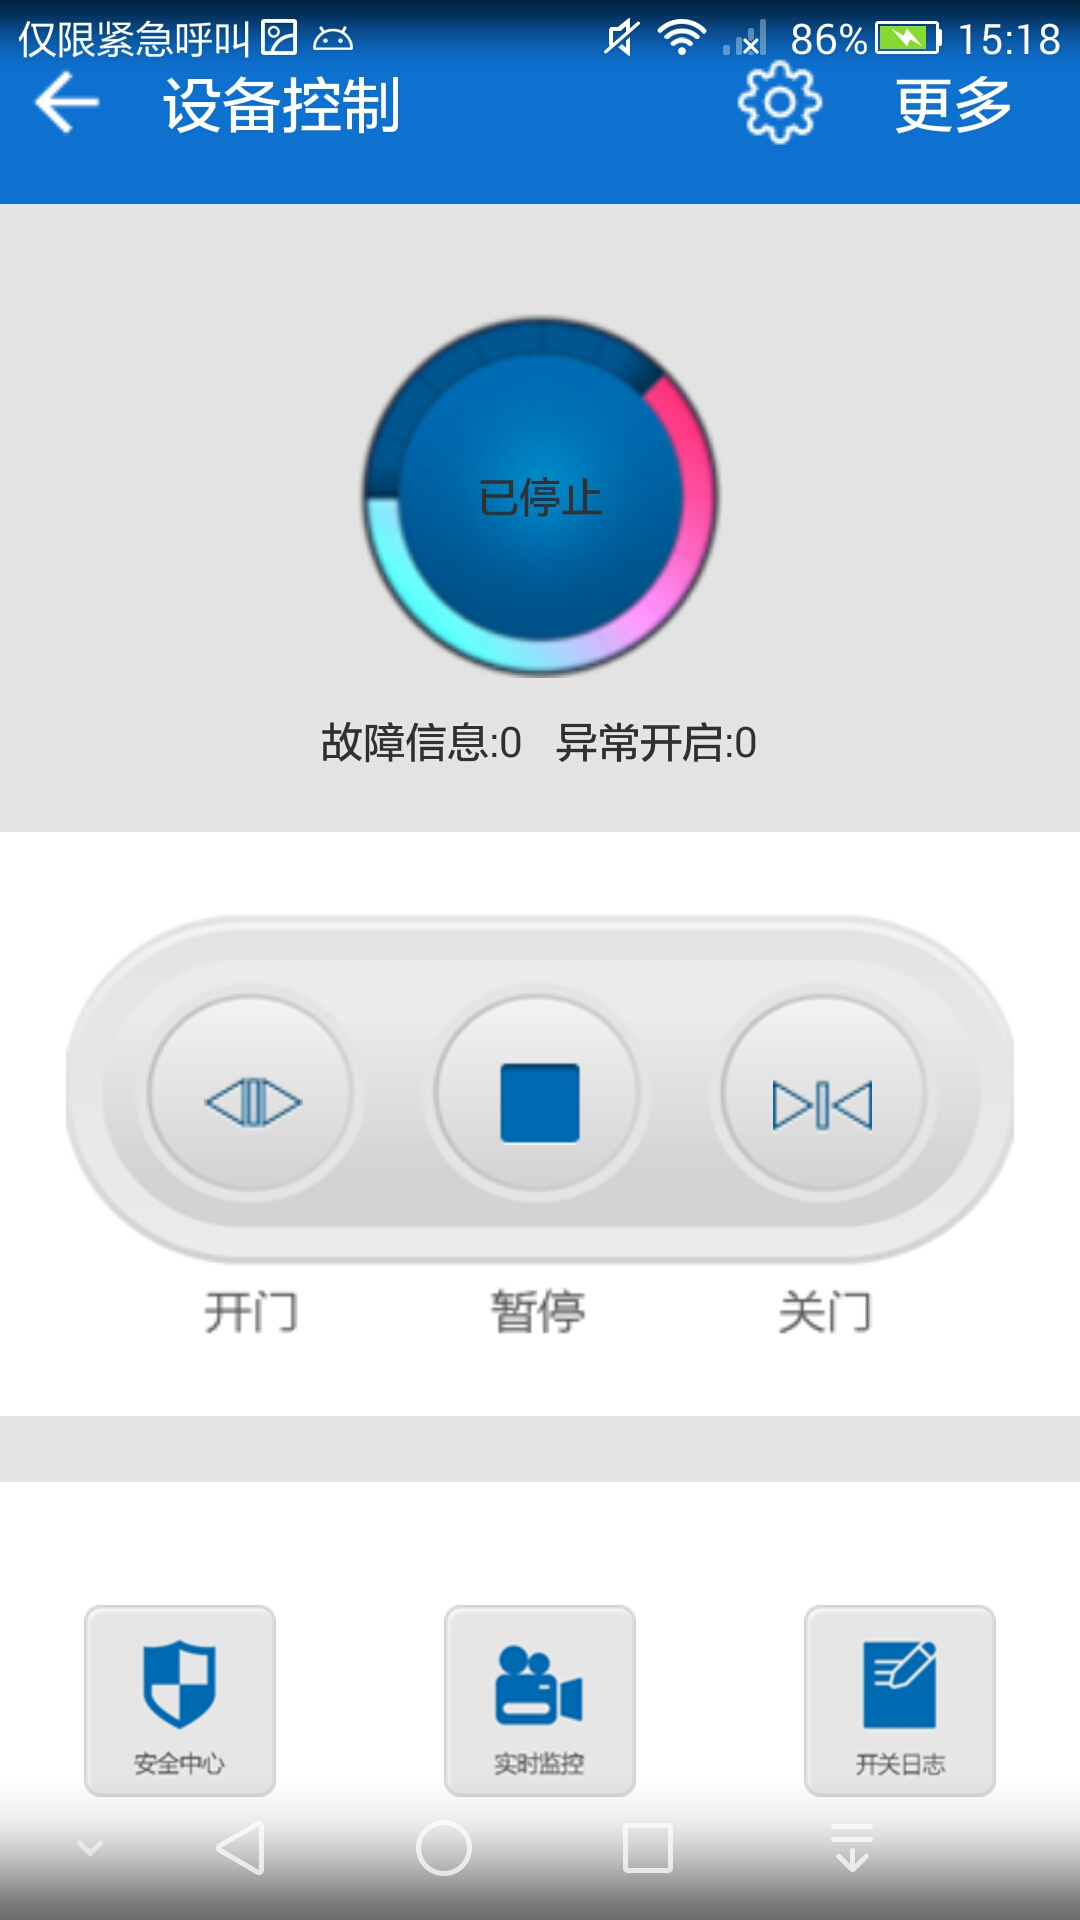 仅限紧急呼叫 86% 15:18
设备控制 更多
已停止
故障信息:0 异常开启:0
开门 暂停 关门
安全中心 实时监控 开关日志